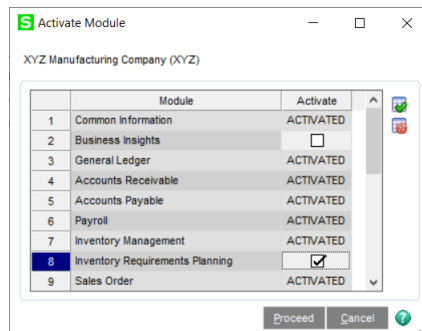 S Activate Module
XYZ Manufacturing Company (XYZ)
Module Activate
1 Common Information ACTIVATED
2 Business Insights
3 General Ledger ACTIVATED
4 Accounts Receivable ACTIVATED
5 Accounts Payable ACTIVATED
6 Payroll ACTIVATED
7 Inventory Management ACTIVATED
8 Inventory Requirements Planning
9 Sales Order ACTIVATED
Proceed Cancel ?